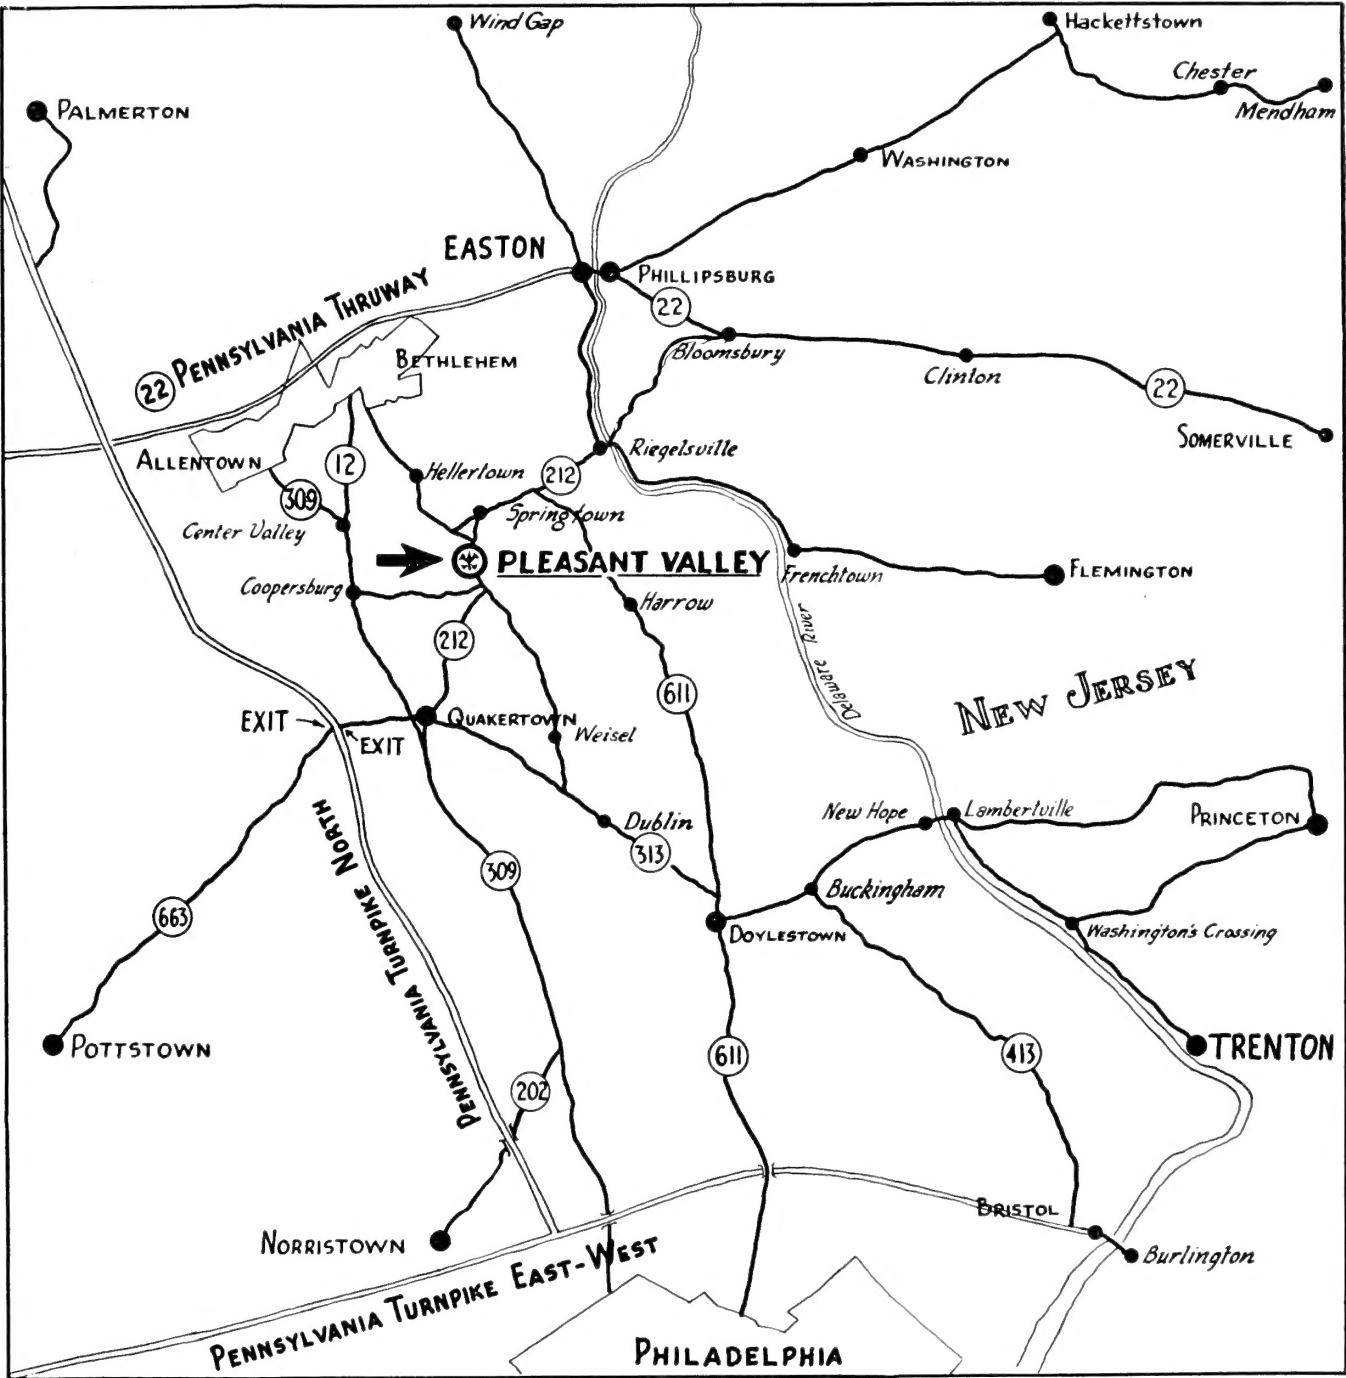 Wind Gap
Hackettstown
Chester
Mendham
PALMERTON
WASHINGTON
EASTON
PHILLIPSBURG
22
PENNSYLVANIA THRUWAY
22
BETHLEHEM
Bloomsbury
Clinton
22
SOMERVILLE
ALLENTOWN
12
Hellertown
212
Riegelsville
309
Springtown
Center Valley
PLEASANT VALLEY
Frenchtown
FLEMINGTON
Coopersburg
Harrow
212
Delaware River
611
NEW JERSEY
EXIT
EXIT
QUAKERTOWN
Weisel
New Hope
Lambertville
PRINCETON
Dublin
313
309
Buckingham
663
DOYLESTOWN
Washington's Crossing
PENNSYLVANIA TURNPIKE NORTH
POTTSTOWN
611
413
TRENTON
202
BRISTOL
NORRISTOWN
Burlington
PENNSYLVANIA TURNPIKE EAST-WEST
PHILADELPHIA